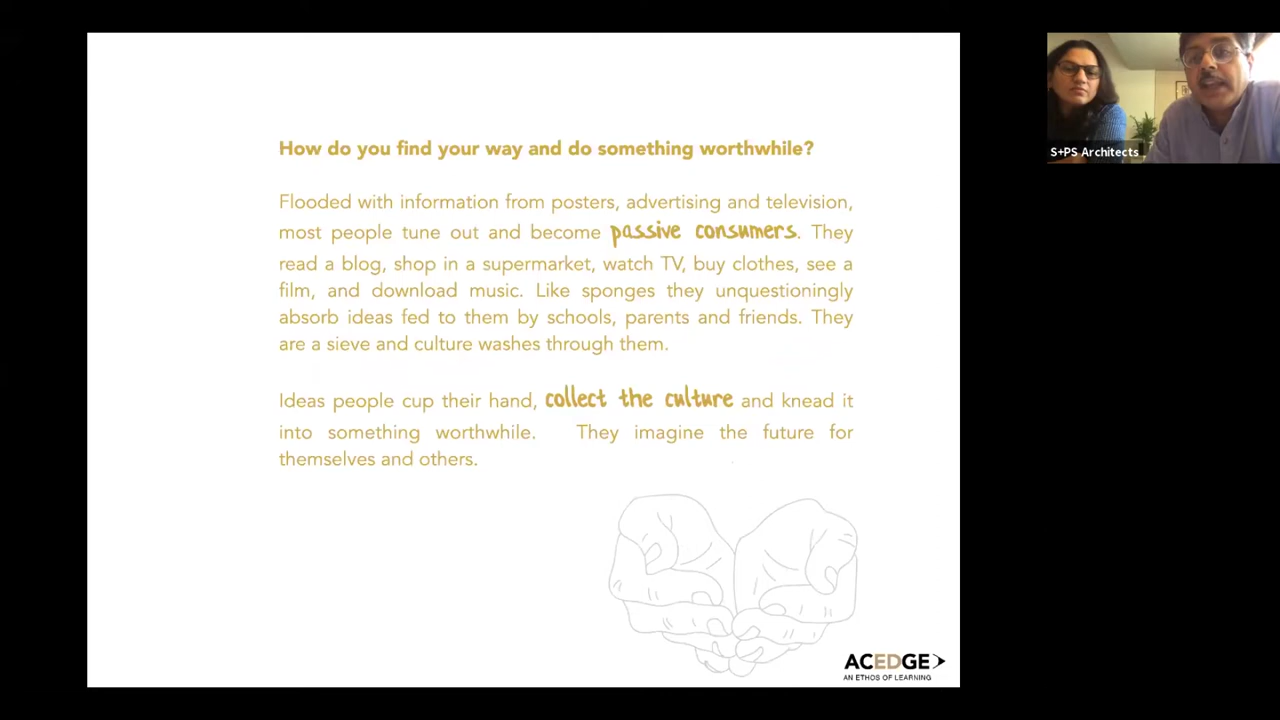 How do you find your way and do something worthwhile?
Flooded with information from posters, advertising and television,
most people tune out and become passive consumers. They
read a blog, shop in a supermarket, watch TV, buy clothes, see a
film, and download music. Like sponges they unquestioningly
absorb ideas fed to them by schools, parents and friends. They
are a sieve and culture washes through them.
Ideas people cup their hand, collect the culture and knead it
into something worthwhile. They imagine the future for
themselves and others.
ACEDGE
AN ETHOS OF LEARNING
S+PS Architects